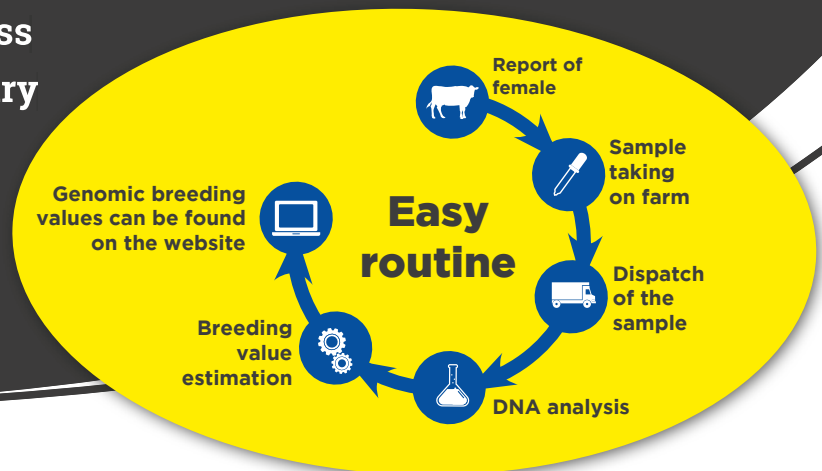 Report of
female
Sample
taking
on farm
Dispatch
of the
sample
DNA analysis
Breeding
value
estimation
Genomic breeding
values can be found
on the website
Easy
routine